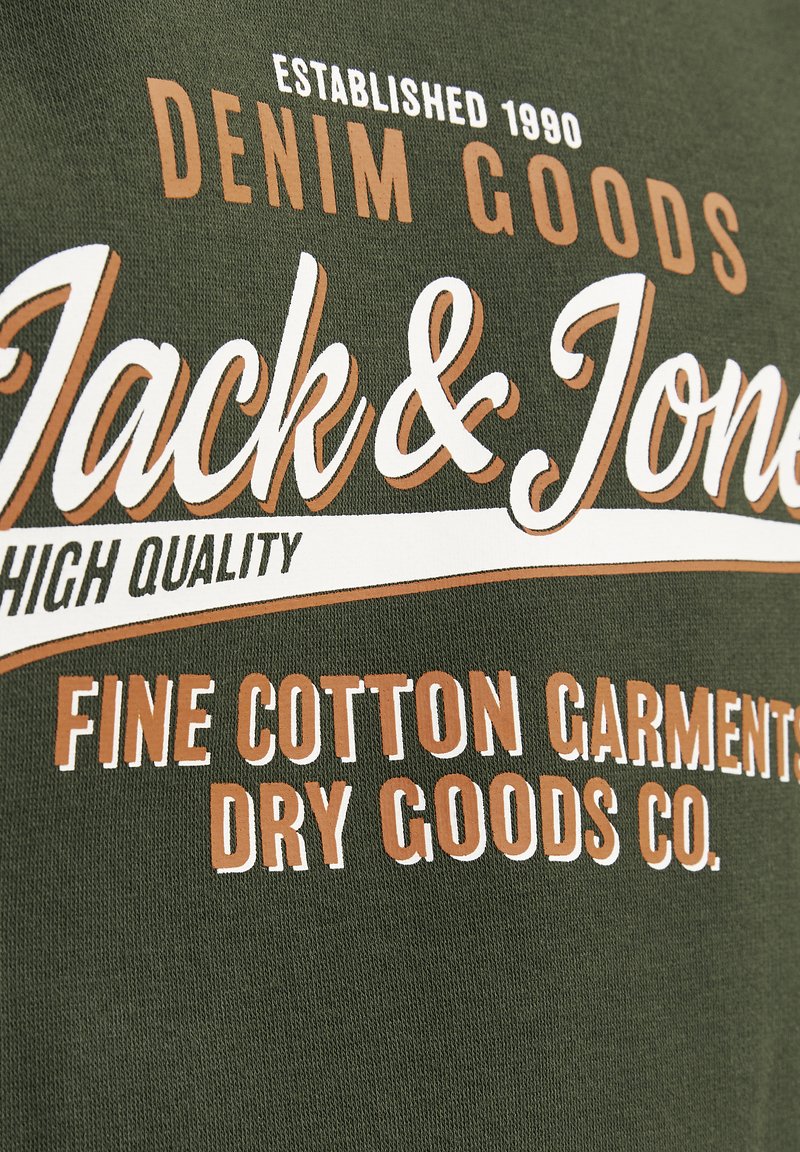 ESTABLISHED 1990
DENIM GOODS
Jack & Jone
HIGH QUALITY
FINE COTTON GARMENTS
DRY GOODS CO.